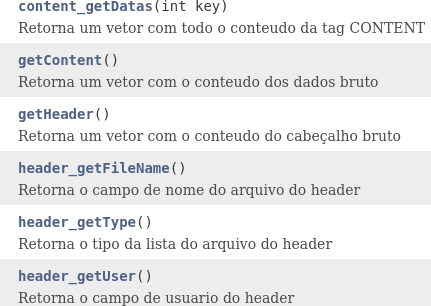 content_getDatas(int key)
Retorna um vetor com todo o conteudo da tag CONTENT
getContent()
Retorna um vetor com o conteudo dos dados bruto
getHeader()
Retorna um vetor com o conteudo do cabeçalho bruto
header_getFileName()
Retorna o campo de nome do arquivo do header
header_getType()
Retorna o tipo da lista do arquivo do header
header_getUser()
Retorna o campo de usuario do header